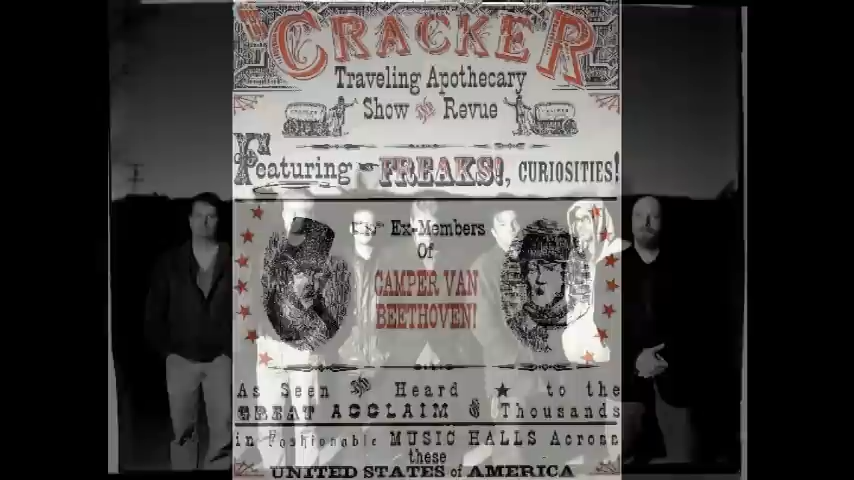 CRACKER
Traveling Apothecary
Show Revue
Featuring FREAKS!, CURIOSITIES!
Ex-Members
Of
CAMPER VAN
BEETHOVEN!
As Seen Heard ★ to the
GREAT ACCLAIM of Thousands
in Fashionable MUSIC HALLS Across
these
UNITED STATES of AMERICA